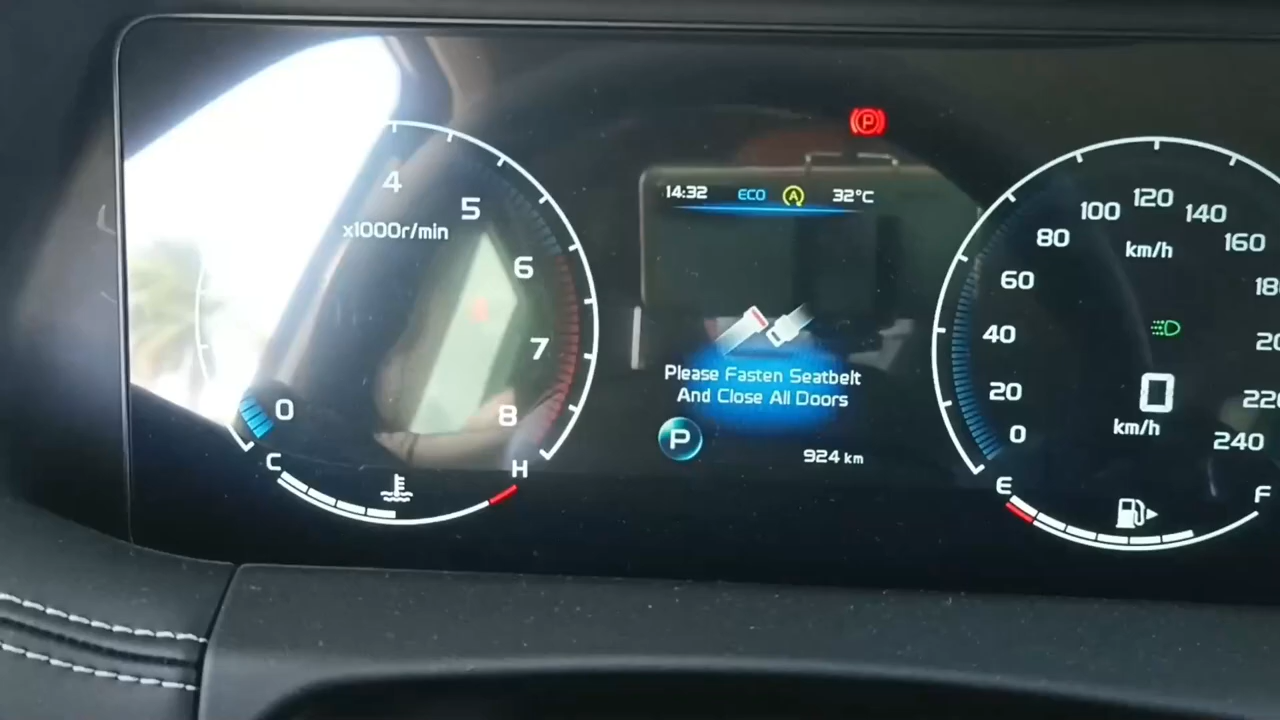 14:32 ECO A 32°C
P
4
5
x1000r/min
6
7
8
0
C
H
Please Fasten Seatbelt
And Close All Doors
P
924 km
120
100
140
80
km/h
160
60
40
20
0
0
km/h
220
240
E
F